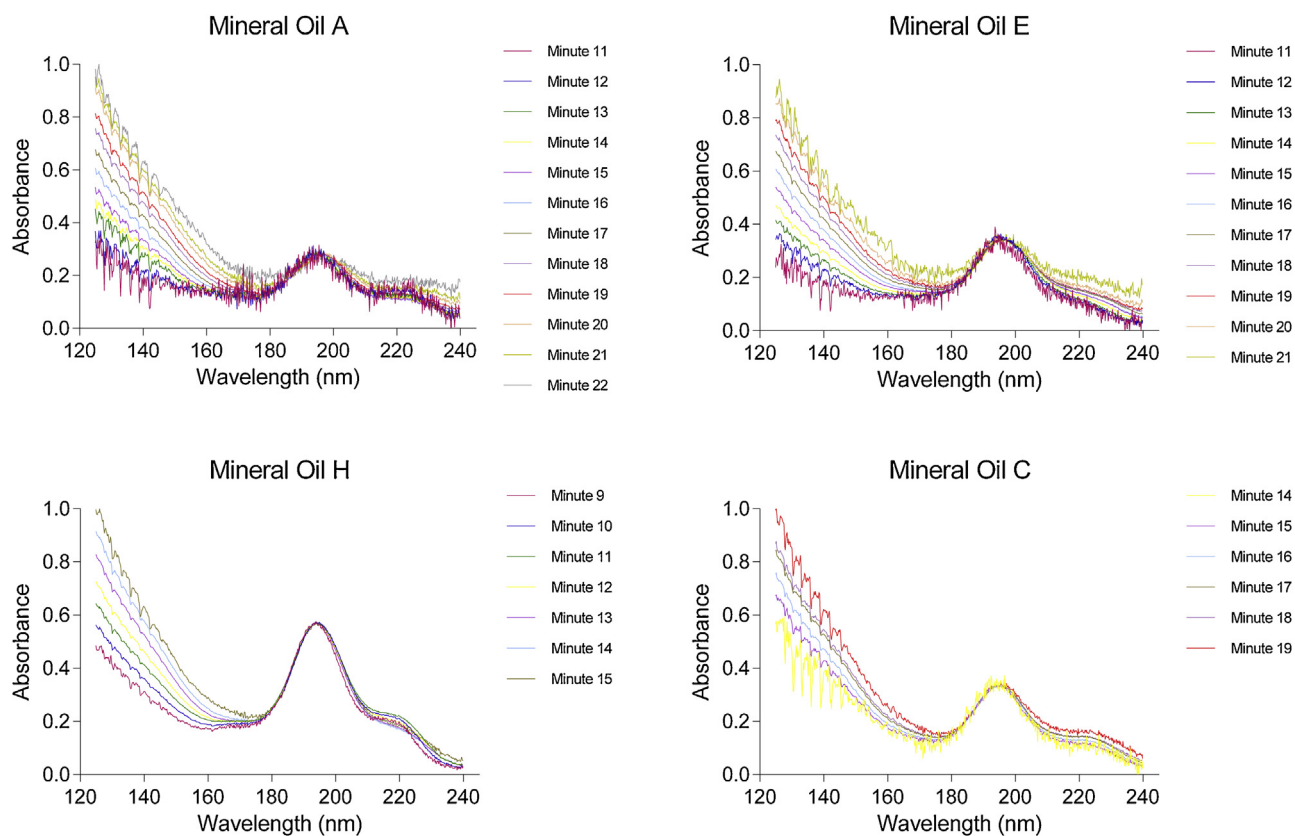 Mineral Oil A
Absorbance
1.0
0.8
0.6
0.4
0.2
0.0
120 140 160 180 200 220 240
Wavelength (nm)
Minute 11
Minute 12
Minute 13
Minute 14
Minute 15
Minute 16
Minute 17
Minute 18
Minute 19
Minute 20
Minute 21
Minute 22
Mineral Oil E
Absorbance
1.0
0.8
0.6
0.4
0.2
0.0
120 140 160 180 200 220 240
Wavelength (nm)
Minute 11
Minute 12
Minute 13
Minute 14
Minute 15
Minute 16
Minute 17
Minute 18
Minute 19
Minute 20
Minute 21
Mineral Oil H
Absorbance
1.0
0.8
0.6
0.4
0.2
0.0
120 140 160 180 200 220 240
Wavelength (nm)
Minute 9
Minute 10
Minute 11
Minute 12
Minute 13
Minute 14
Minute 15
Mineral Oil C
Absorbance
1.0
0.8
0.6
0.4
0.2
0.0
120 140 160 180 200 220 240
Wavelength (nm)
Minute 14
Minute 15
Minute 16
Minute 17
Minute 18
Minute 19